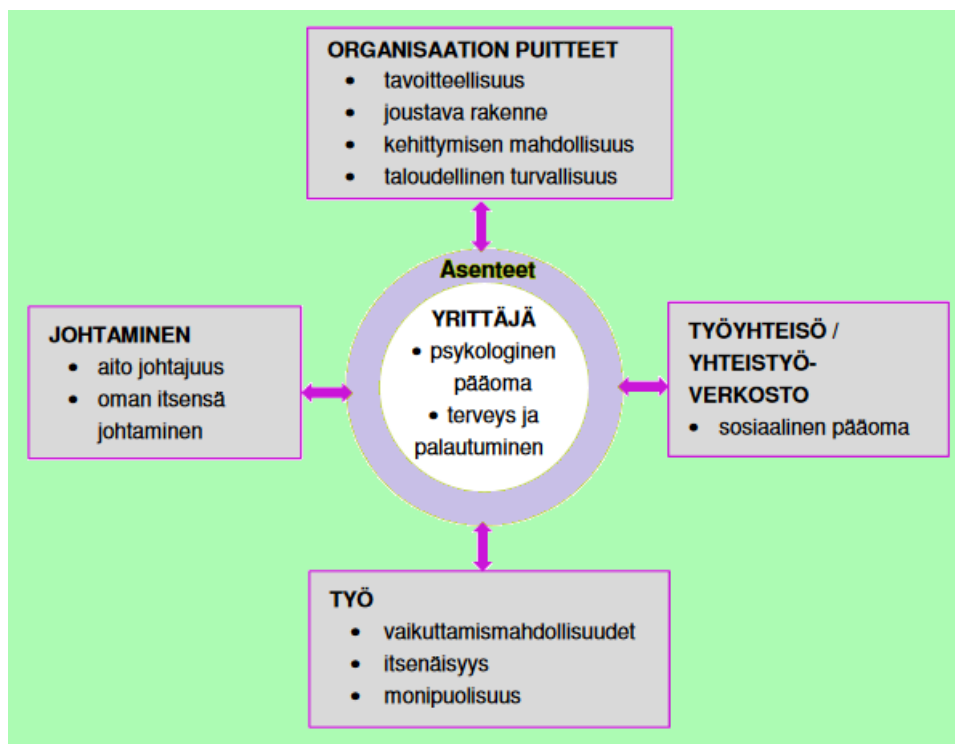 ORGANISAATION PUITTEET
• tavoitteellisuus
• joustava rakenne
• kehittymisen mahdollisuus
• taloudellinen turvallisuus
Asenteet
YRITTÄJÄ
• psykologinen
pääoma
• terveys ja
palautuminen
JOHTAMINEN
• aito johtajuus
• oman itsensä
johtaminen
TYÖYHTEISÖ /
YHTEISTYÖ-
VERKOSTO
• sosiaalinen pääoma
TYÖ
• vaikuttamismahdollisuudet
• itsenäisyys
• monipuolisuus